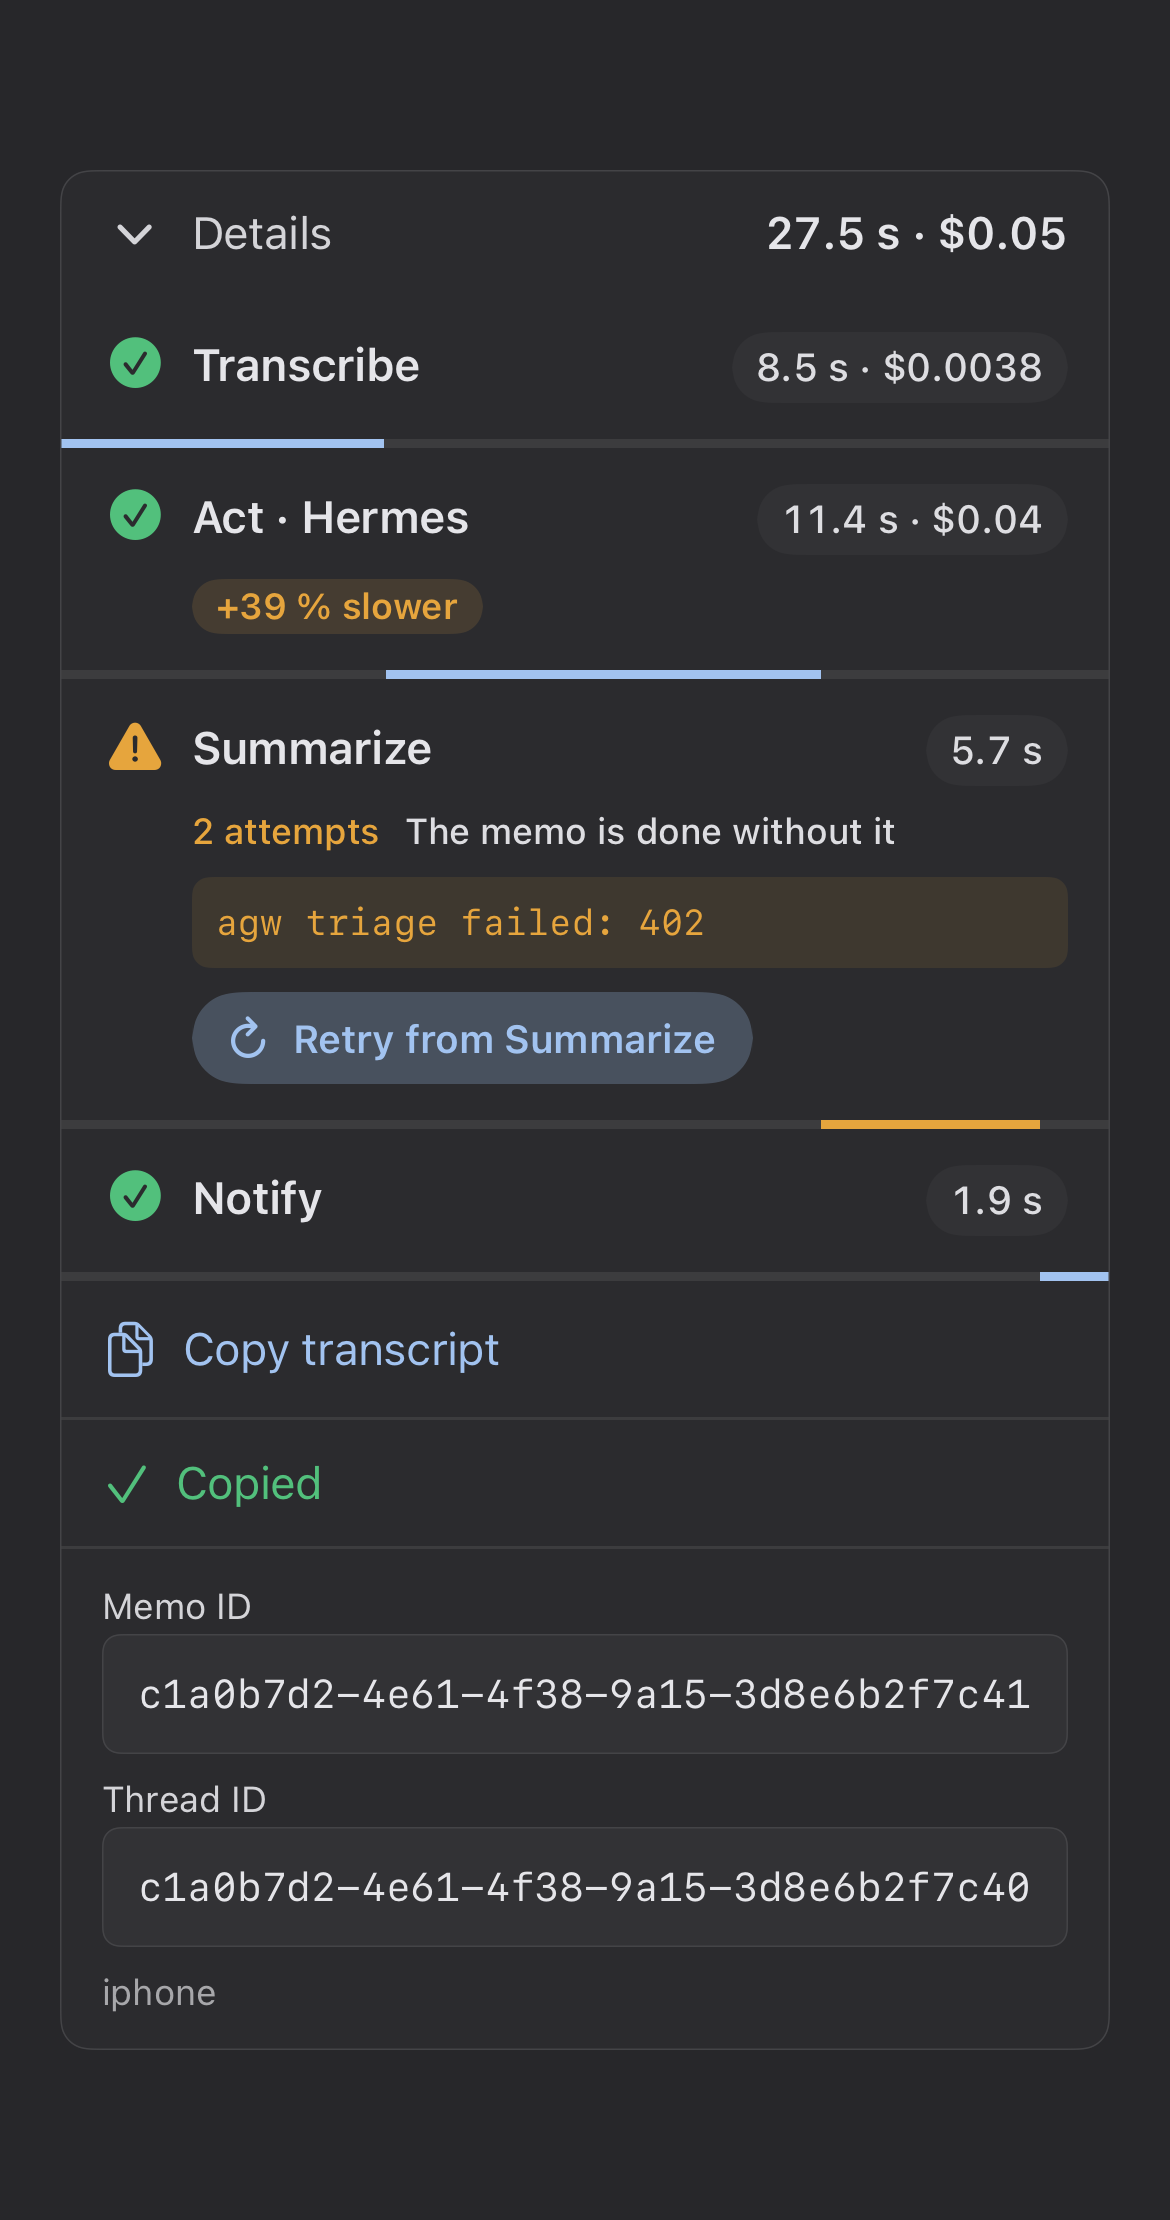 Details 27.5 s · $0.05
Transcribe 8.5 s · $0.0038
Act · Hermes 11.4 s · $0.04
+39 % slower
Summarize 5.7 s
2 attempts The memo is done without it
agw triage failed: 402
Retry from Summarize
Notify 1.9 s
Copy transcript
Copied
Memo ID
c1a0b7d2-4e61-4f38-9a15-3d8e6b2f7c41
Thread ID
c1a0b7d2-4e61-4f38-9a15-3d8e6b2f7c40
iphone